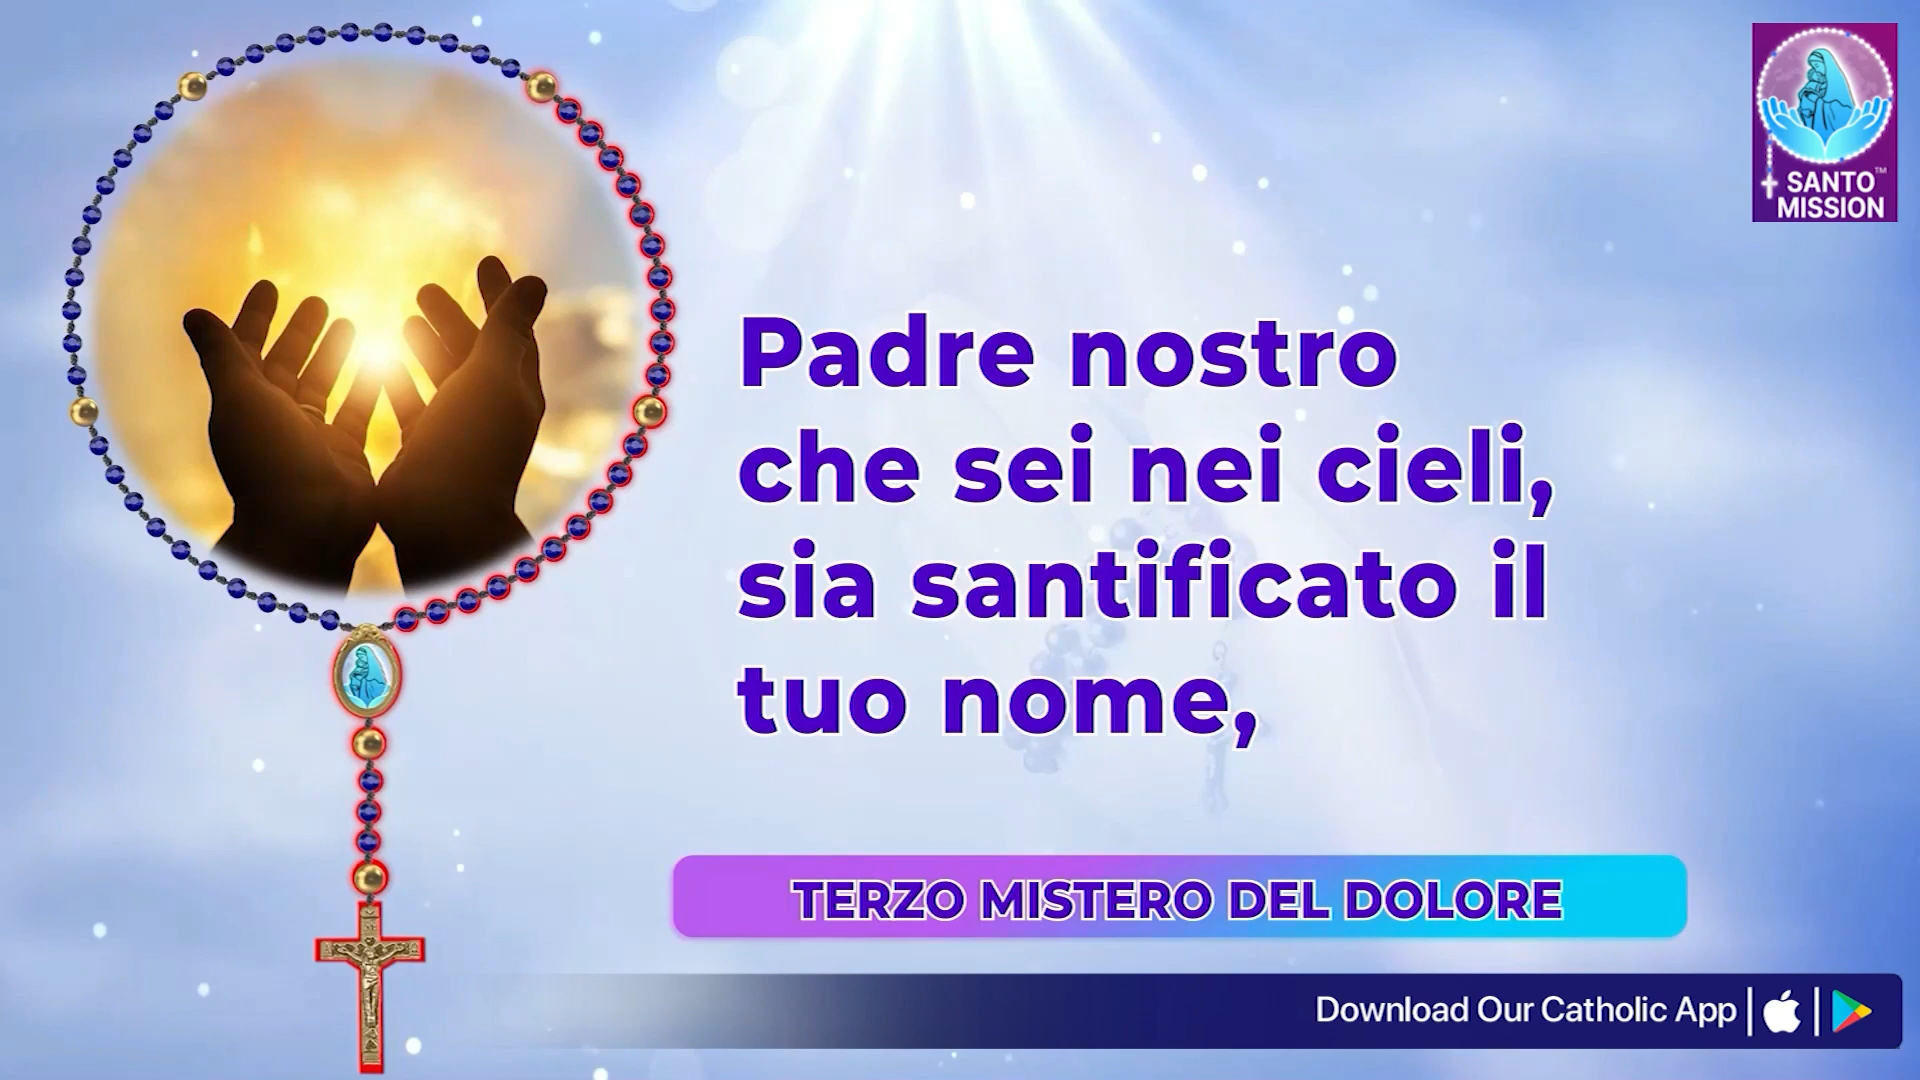 SANTO™
MISSION
Padre nostro
che sei nei cieli,
sia santificato il
tuo nome,
TERZO MISTERO DEL DOLORE
Download Our Catholic App